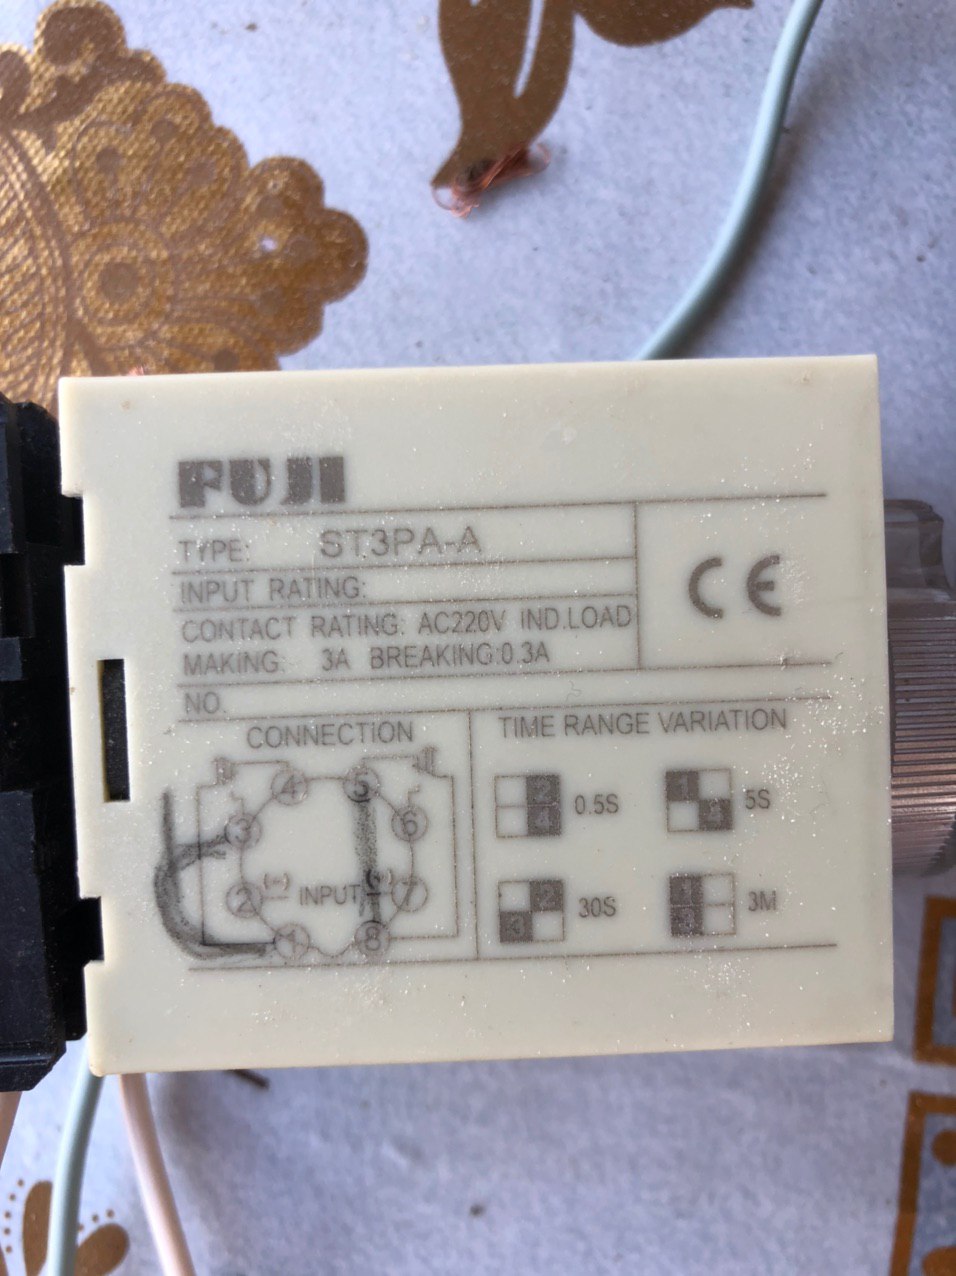 FUJI
TYPE: ST3PA-A
CE
INPUT RATING:
CONTACT RATING: AC220V IND.LOAD
MAKING: 3A BREAKING:0.3A
NO.
CONNECTION
4 5
3 6
2 (-) INPUT (+) 7
1 8
TIME RANGE VARIATION
2 4 0.5S
1 4 5S
2 3 30S
1 3 3M